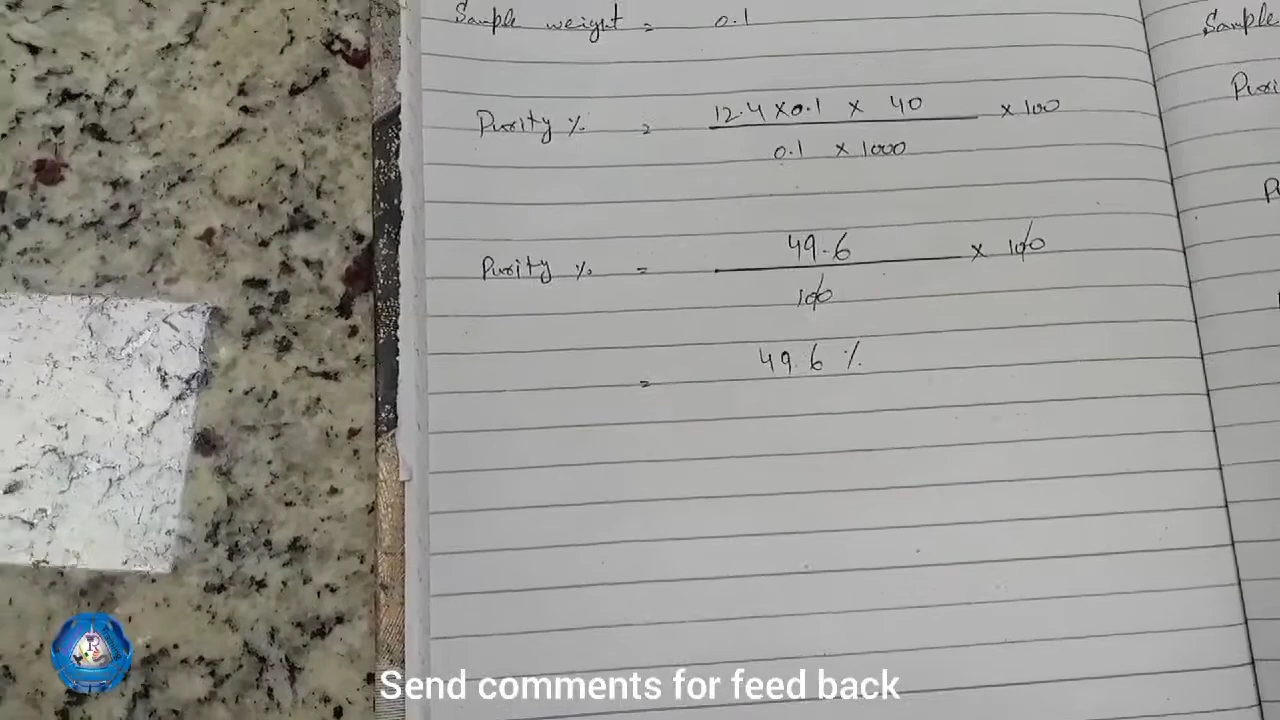 Sample weight = 0.1
Sample
Purity % = 12.4 x 0.1 x 40 x 100
0.1 x 1000
Purity % = 49.6 x 100
100
= 49.6 %
R
Send comments for feed back